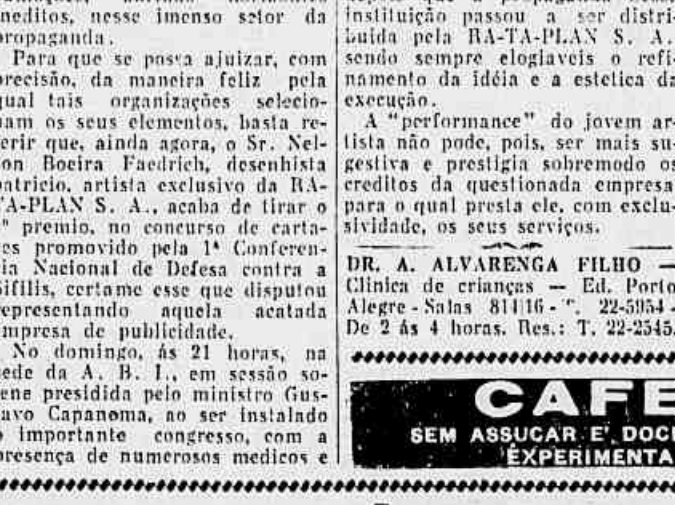 ineditos, nesse imenso setor da
propaganda.
Para que se possa ajuizar, com
precisão, da maneira feliz pela
qual tais organizações selecio-
nam os seus elementos, basta re-
ferir que, ainda agora, o Sr. Nel-
son Boeira Faedrich, desenhista
patricio, artista exclusivo da RA-
TA-PLAN S. A., acaba de tirar o
premio, no concurso de carta-
zes promovido pela 1ª Conferen-
cia Nacional de Defesa contra a
Sifilis, certame esse que disputou
representando aquela acatada
empresa de publicidade.
No domingo, ás 21 horas, na
sede da A. B. I., em sessão so-
lene presidida pelo ministro Gus-
tavo Capanema, ao ser instalado
o importante congresso, com a
presença de numerosos medicos e
instituição passou a ser distri-
buida pela RA-TA-PLAN S. A.
sendo sempre elogiaveis o refi-
namento da idéia e a estetica da
execução.
A "performance" do jovem ar-
tista não pode, pois, ser mais su-
gestiva e prestigia sobremodo os
creditos da questionada empresa
para o qual presta ele, com exclu-
sividade, os seus serviços.
DR. A. ALVARENGA FILHO —
Clinica de crianças — Ed. Porto
Alegre - Salas 814|16 - T. 22-5954 -
De 2 ás 4 horas. Res.: T. 22-2545.
CAFE
SEM ASSUCAR E' DOC
EXPERIMENTA